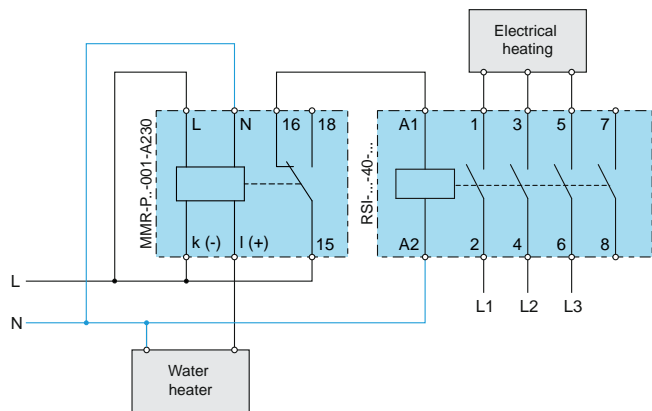 Electrical
heating
MMR-P..-001-A230
L N 16 18
k (-) l (+) 15
RSI-...-40-...
A1 1 3 5 7
A2 2 4 6 8
L
L1 L2 L3
N
Water
heater